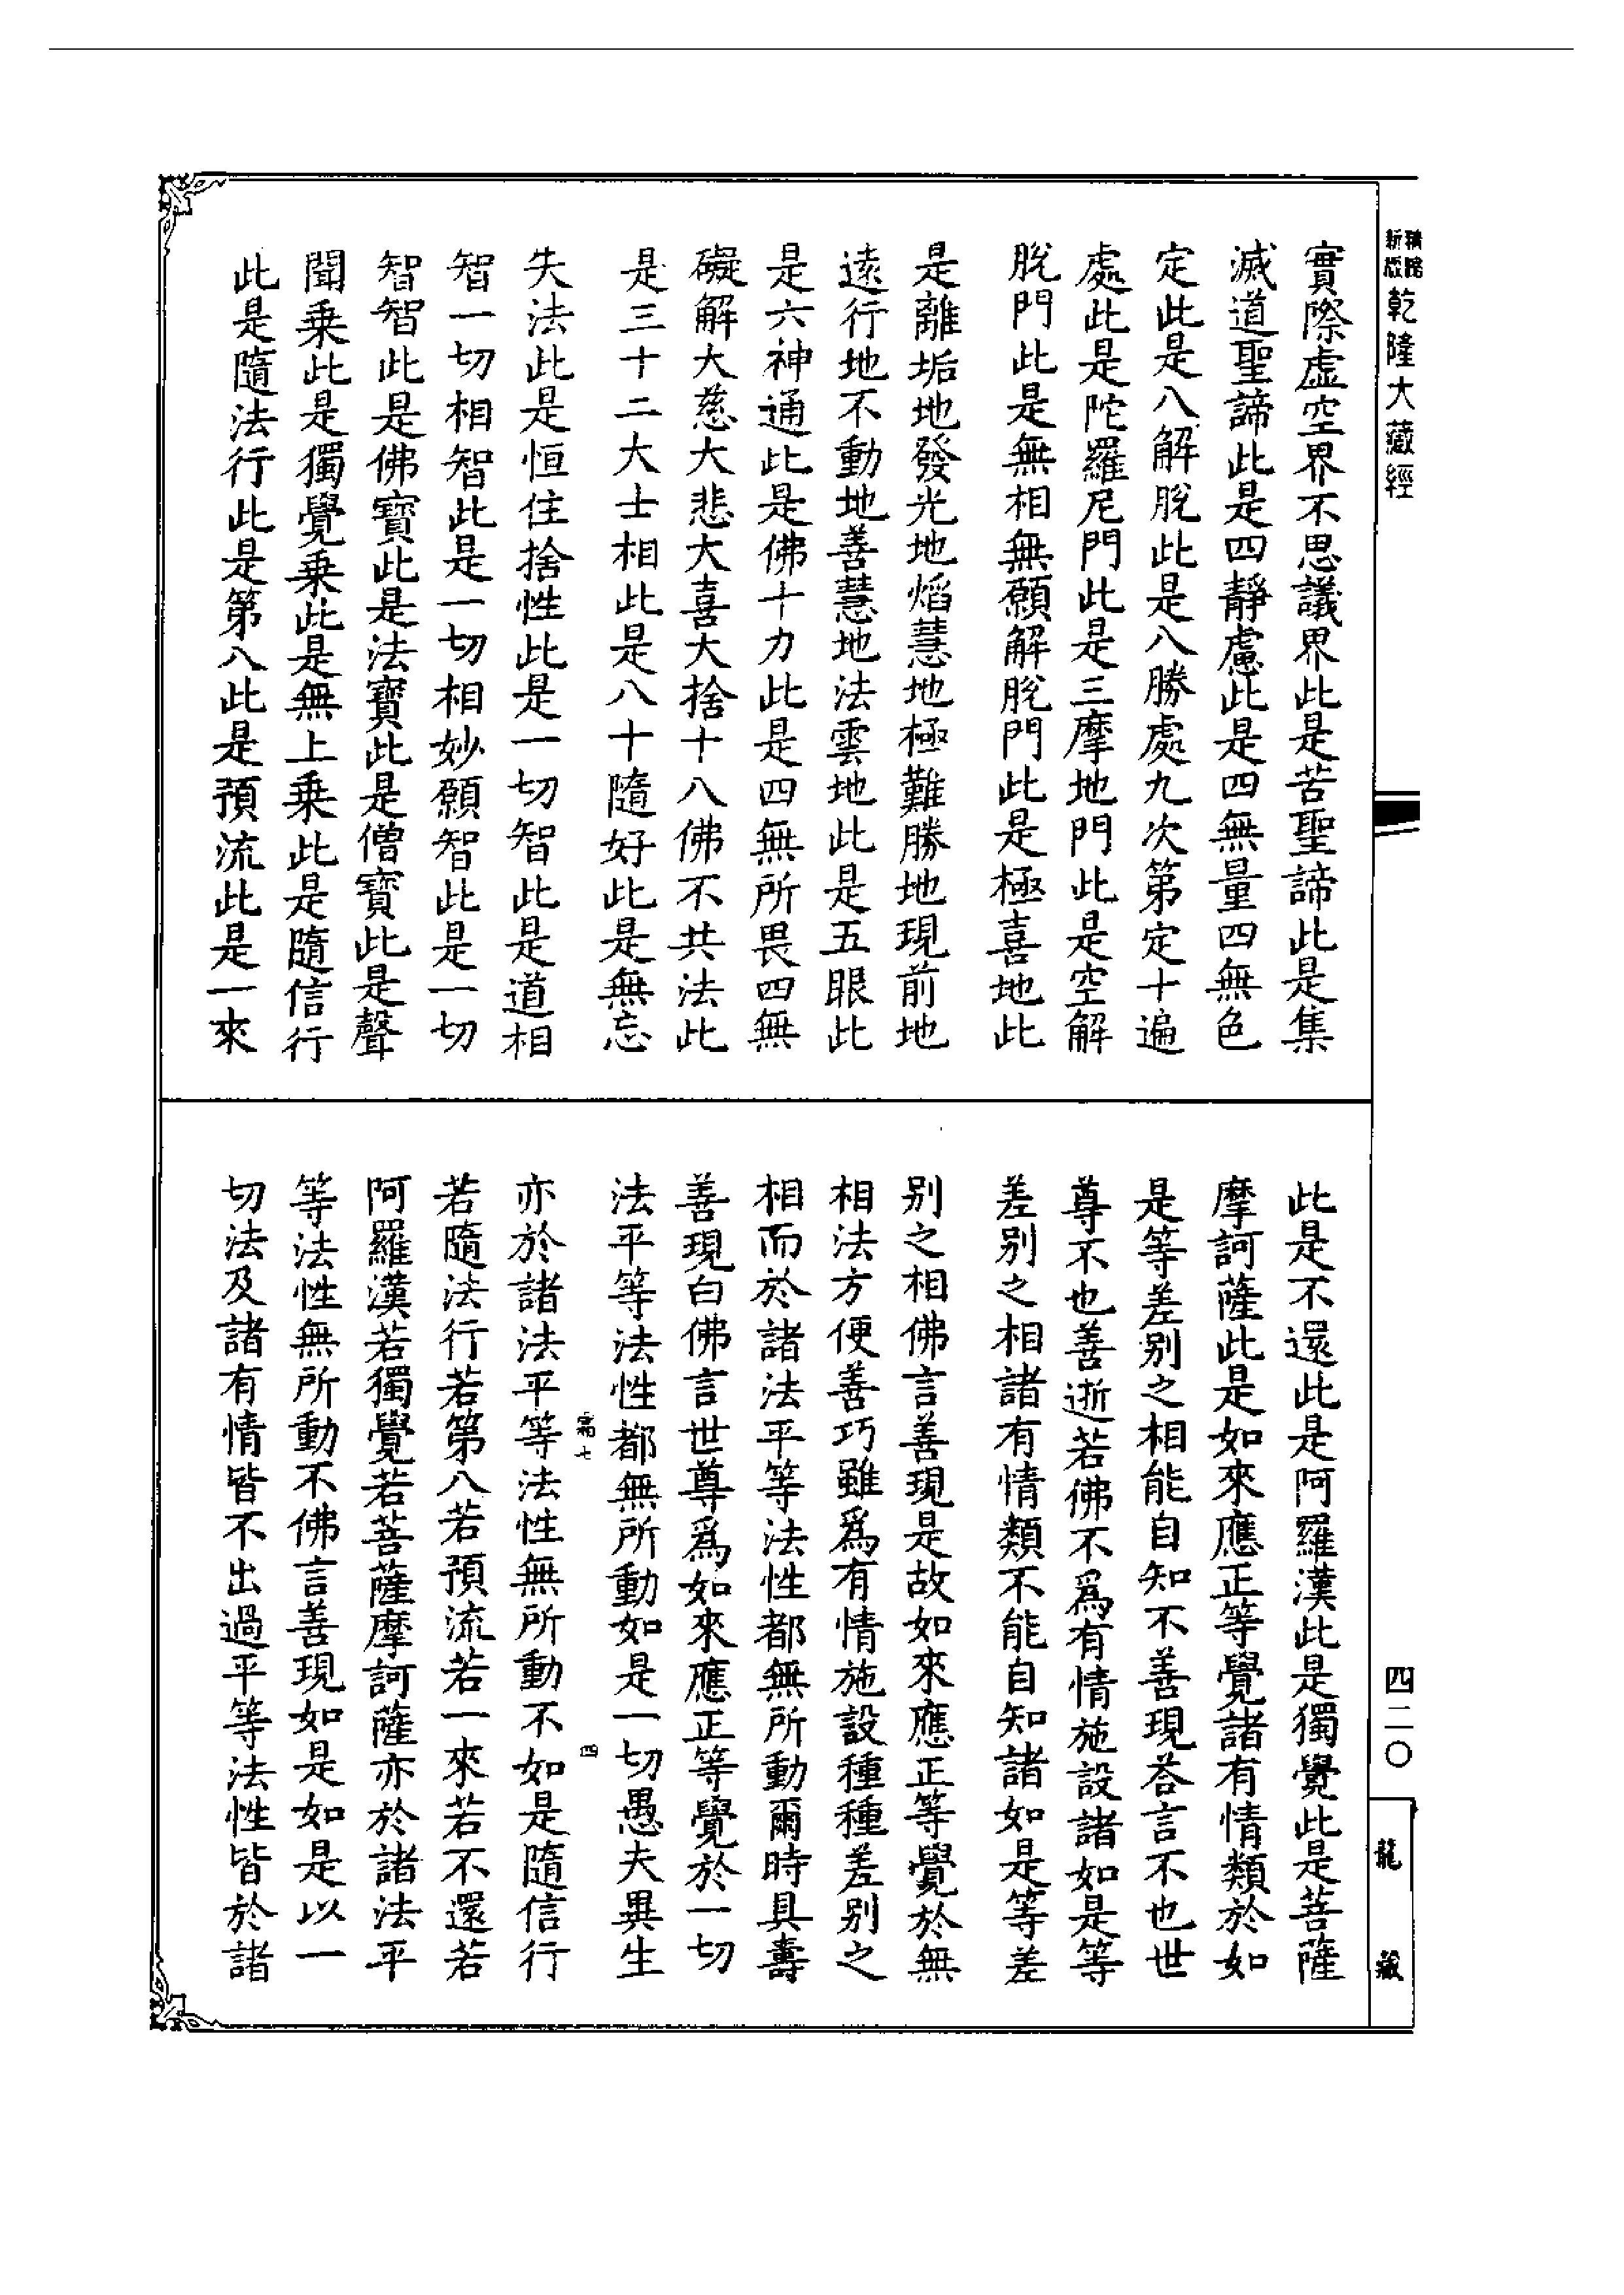 精裝
新版
乾隆大藏經
實際虛空界不思議界此是苦聖諦此是集
滅道聖諦此是四靜慮此是四無量四無色
定此是八解脫此是八勝處九次第定十遍
處此是陀羅尼門此是三摩地門此是空解
脫門此是無相無願解脫門此是極喜地此
是離垢地發光地焰慧地極難勝地現前地
遠行地不動地善慧地法雲地此是五眼此
是六神通此是佛十力此是四無所畏四無
礙解大慈大悲大喜大捨十八佛不共法此
是三十二大士相此是八十隨好此是無忘
失法此是恒住捨性此是一切智此是道相
智一切相智此是一切相妙願智此是一切
智智此是佛寶此是法寶此是僧寶此是聲
聞乘此是獨覺乘此是無上乘此是隨信行
此是隨法行此是第八此是預流此是一來
四二〇
龍藏
此是不還此是阿羅漢此是獨覺此是菩薩
摩訶薩此是如來應正等覺諸有情類於如
是等差別之相能自知不善現荅言不也世
尊不也善逝若佛不爲有情施設諸如是等
差別之相諸有情類不能自知諸如是等差
別之相佛言善現是故如來應正等覺於無
相法方便善巧雖爲有情施設種種差別之
相而於諸法平等法性都無所動爾時具壽
善現白佛言世尊爲如來應正等覺於一切
法平等法性都無所動如是一切愚夫異生
七 四
亦於諸法平等法性無所動不如是隨信行
若隨法行若第八若預流若一來若不還若
阿羅漢若獨覺若菩薩摩訶薩亦於諸法平
等法性無所動不佛言善現如是如是以一
切法及諸有情皆不出過平等法性皆於諸